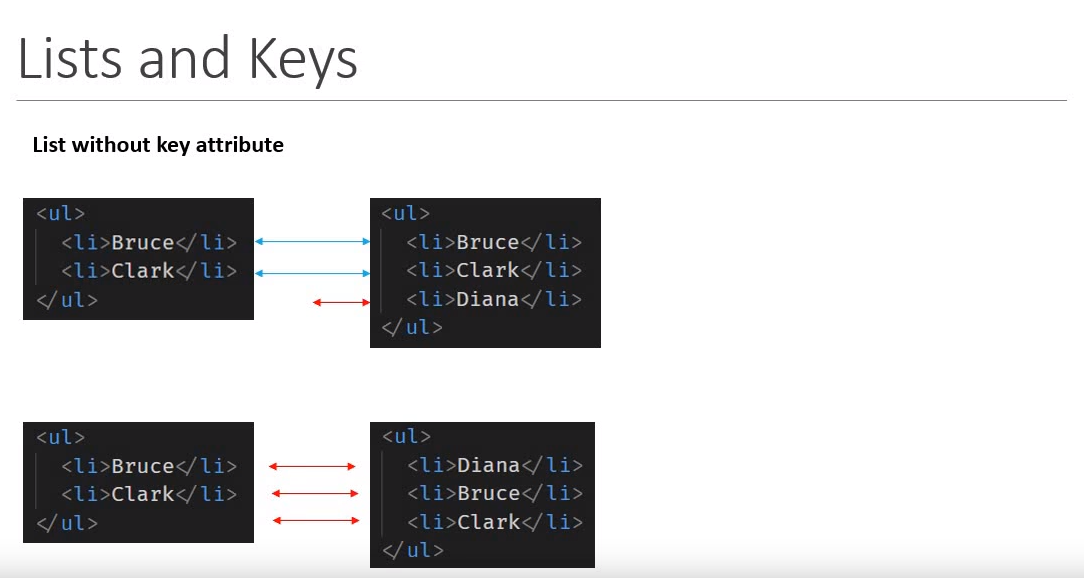 Lists and Keys
List without key attribute
<ul>
<li>Bruce</li>
<li>Clark</li>
</ul>
<ul>
<li>Bruce</li>
<li>Clark</li>
<li>Diana</li>
</ul>
<ul>
<li>Bruce</li>
<li>Clark</li>
</ul>
<ul>
<li>Diana</li>
<li>Bruce</li>
<li>Clark</li>
</ul>